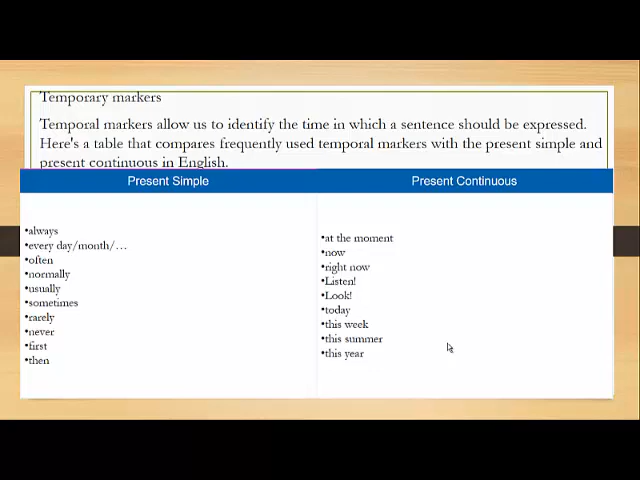 Temporary markers
Temporal markers allow us to identify the time in which a sentence should be expressed.
Here's a table that compares frequently used temporal markers with the present simple and
present continuous in English.
Present Simple
•always
•every day/month/…
•often
•normally
•usually
•sometimes
•rarely
•never
•first
•then
Present Continuous
•at the moment
•now
•right now
•Listen!
•Look!
•today
•this week
•this summer
•this year